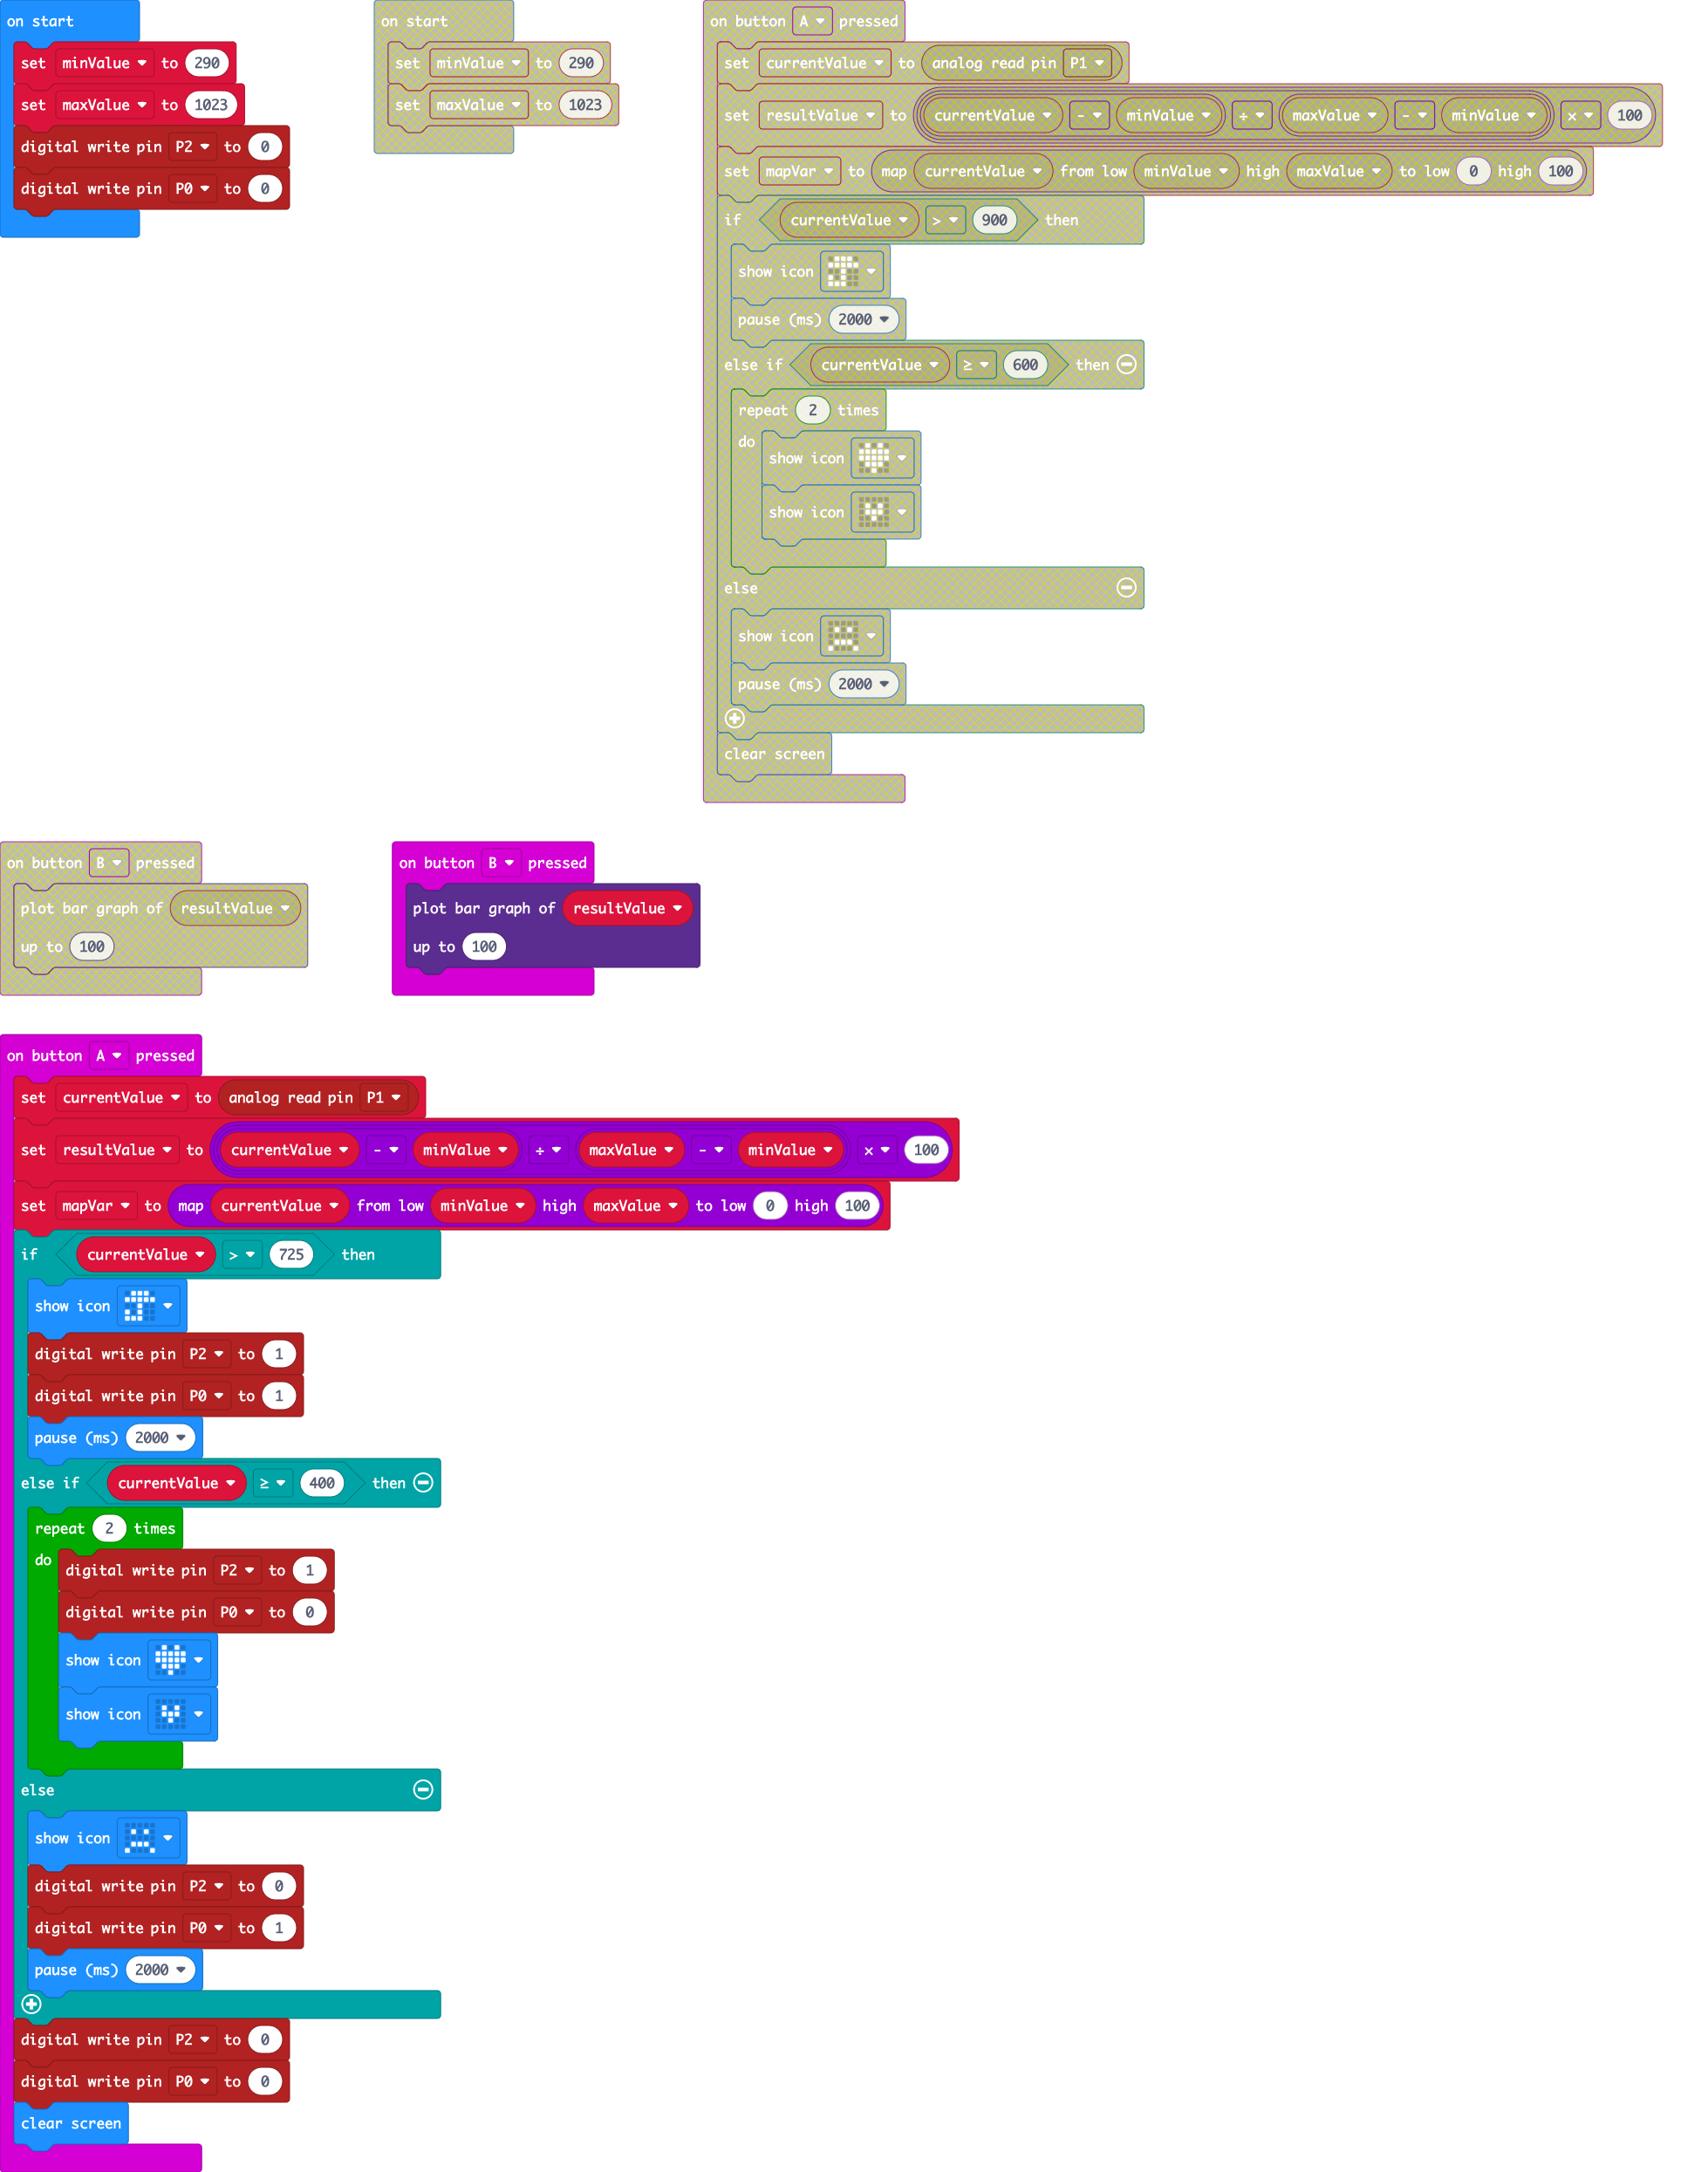 on start
set minValue to 290
set maxValue to 1023
digital write pin P2 to 0
digital write pin P0 to 0
on start
set minValue to 290
set maxValue to 1023
on button A pressed
set currentValue to analog read pin P1
set resultValue to currentValue - minValue ÷ maxValue - minValue × 100
set mapVar to map currentValue from low minValue high maxValue to low 0 high 100
if currentValue > 900 then
show icon
pause (ms) 2000
else if currentValue ≥ 600 then
repeat 2 times
do
show icon
show icon
else
show icon
pause (ms) 2000
clear screen
on button B pressed
plot bar graph of resultValue
up to 100
on button B pressed
plot bar graph of resultValue
up to 100
on button A pressed
set currentValue to analog read pin P1
set resultValue to currentValue - minValue ÷ maxValue - minValue × 100
set mapVar to map currentValue from low minValue high maxValue to low 0 high 100
if currentValue > 725 then
show icon
digital write pin P2 to 1
digital write pin P0 to 1
pause (ms) 2000
else if currentValue ≥ 400 then
repeat 2 times
do
digital write pin P2 to 1
digital write pin P0 to 0
show icon
show icon
else
show icon
digital write pin P2 to 0
digital write pin P0 to 1
pause (ms) 2000
digital write pin P2 to 0
digital write pin P0 to 0
clear screen